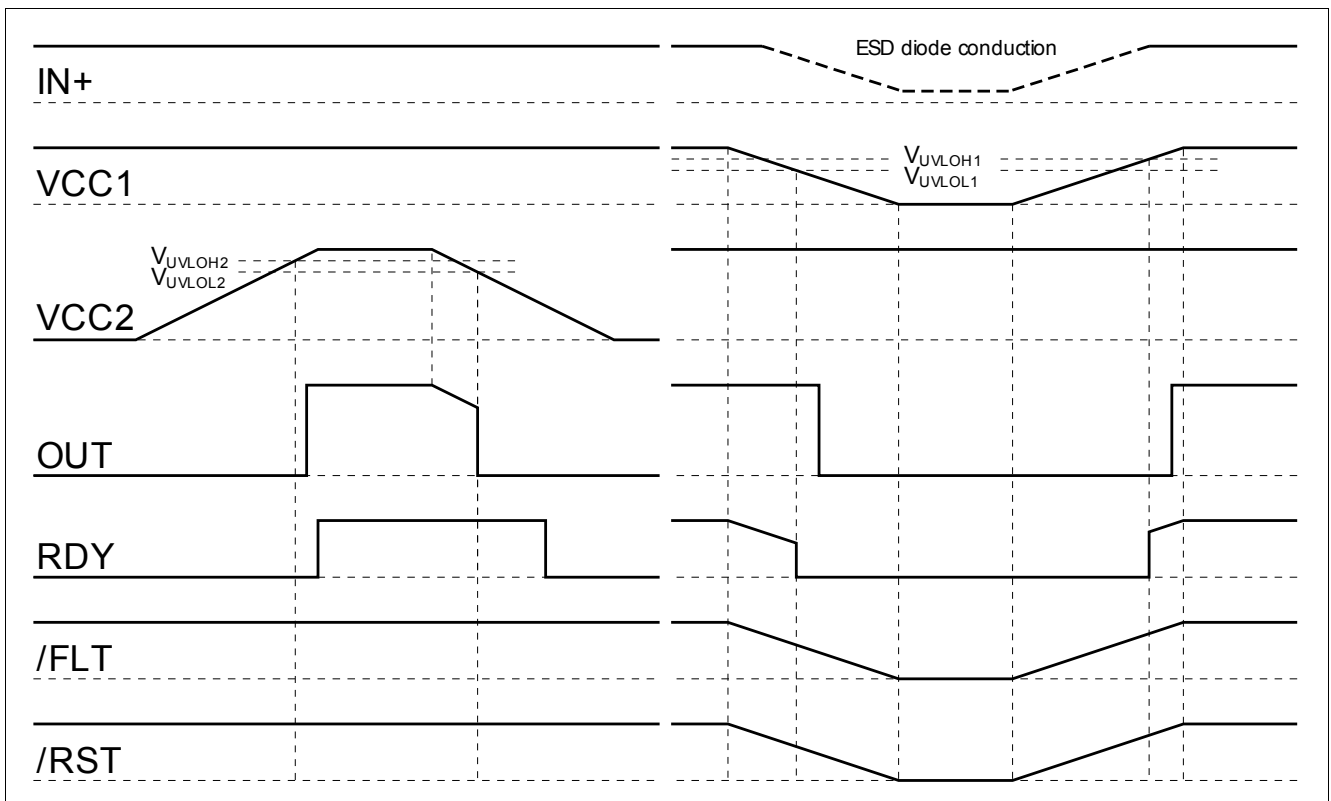 ESD diode conduction
IN+
VUVLOH1
VUVLOL1
VCC1
VUVLOH2
VUVLOL2
VCC2
OUT
RDY
/FLT
/RST